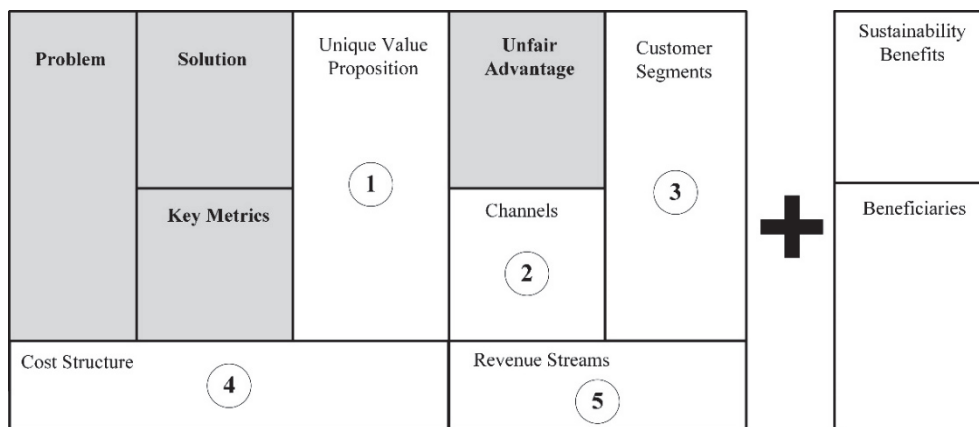 Problem
Solution
Unique Value
Proposition
Unfair
Advantage
Customer
Segments
Sustainability
Benefits
1
3
Key Metrics
Channels
2
Beneficiaries
Cost Structure
4
Revenue Streams
5